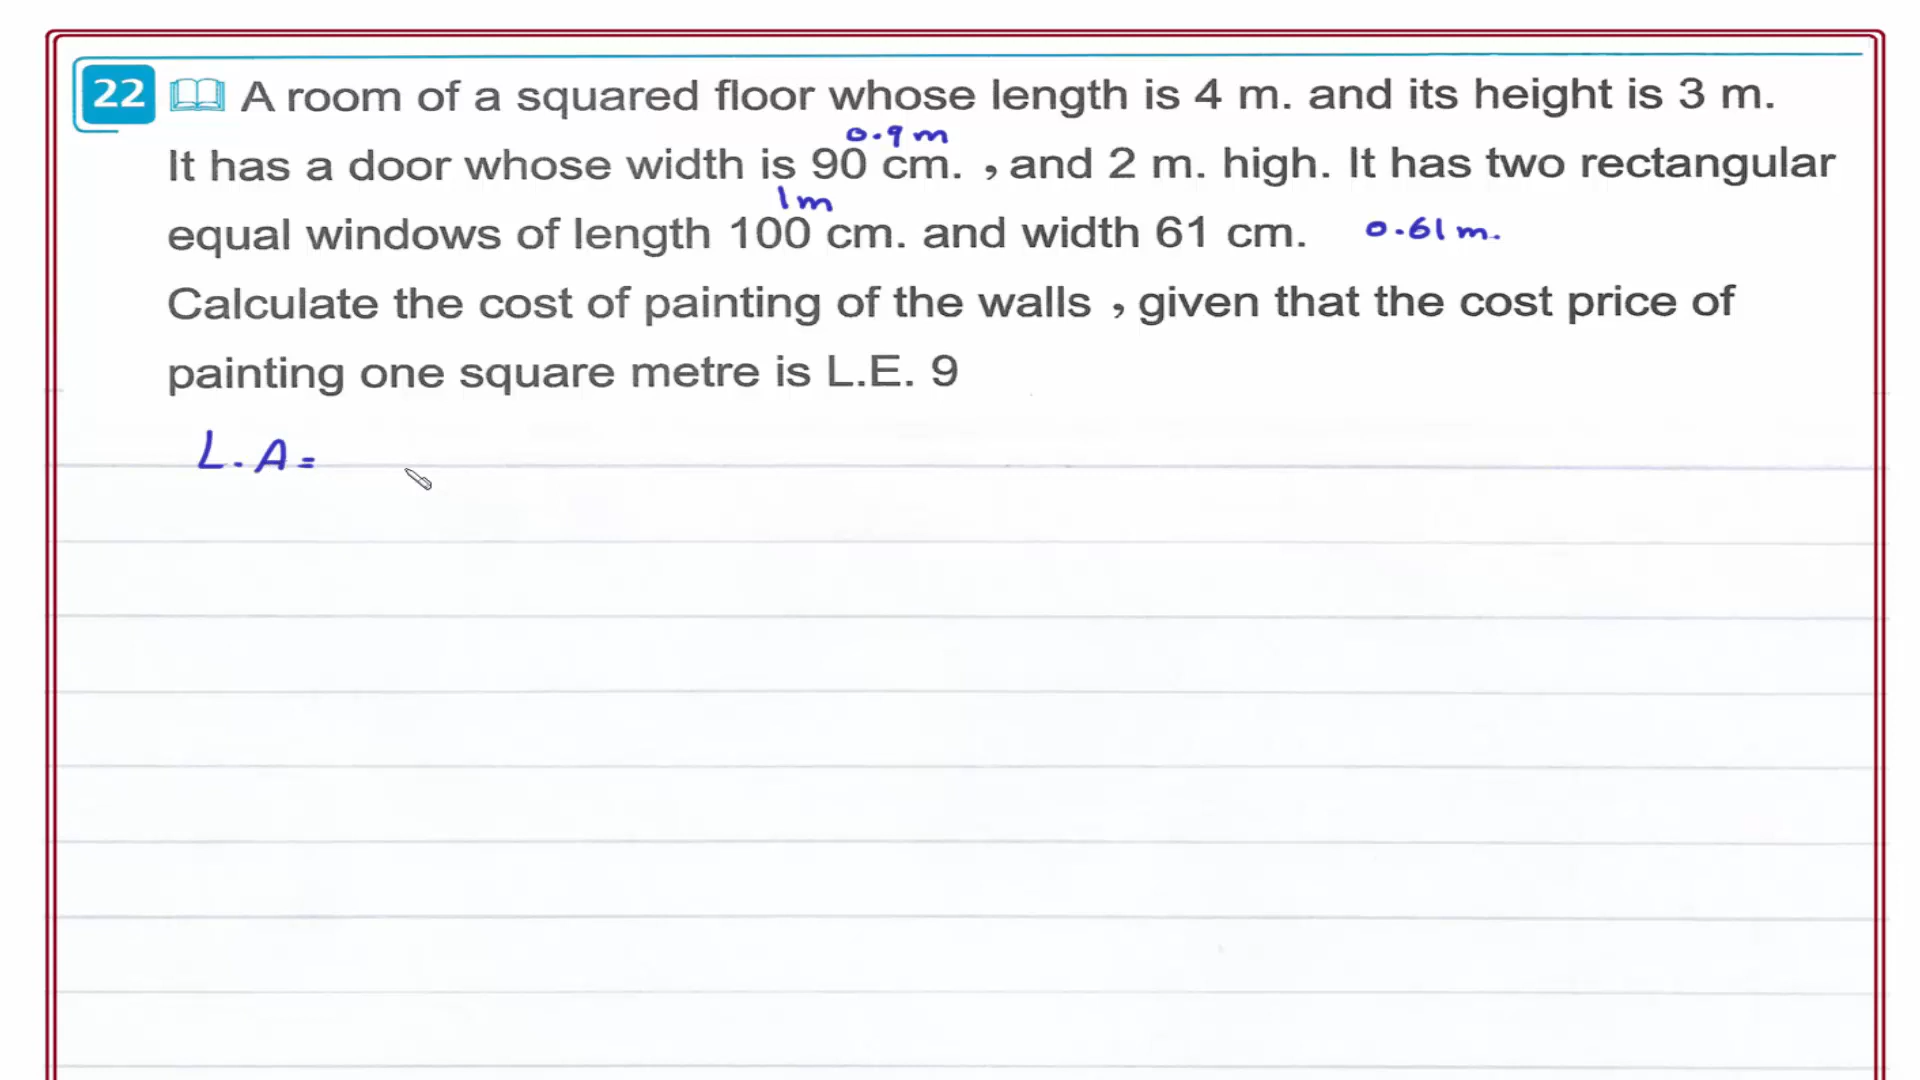 22 A room of a squared floor whose length is 4 m. and its height is 3 m.
0.9 m
It has a door whose width is 90 cm. , and 2 m. high. It has two rectangular
1 m
equal windows of length 100 cm. and width 61 cm. 0.61 m.
Calculate the cost of painting of the walls , given that the cost price of
painting one square metre is L.E. 9
L.A=